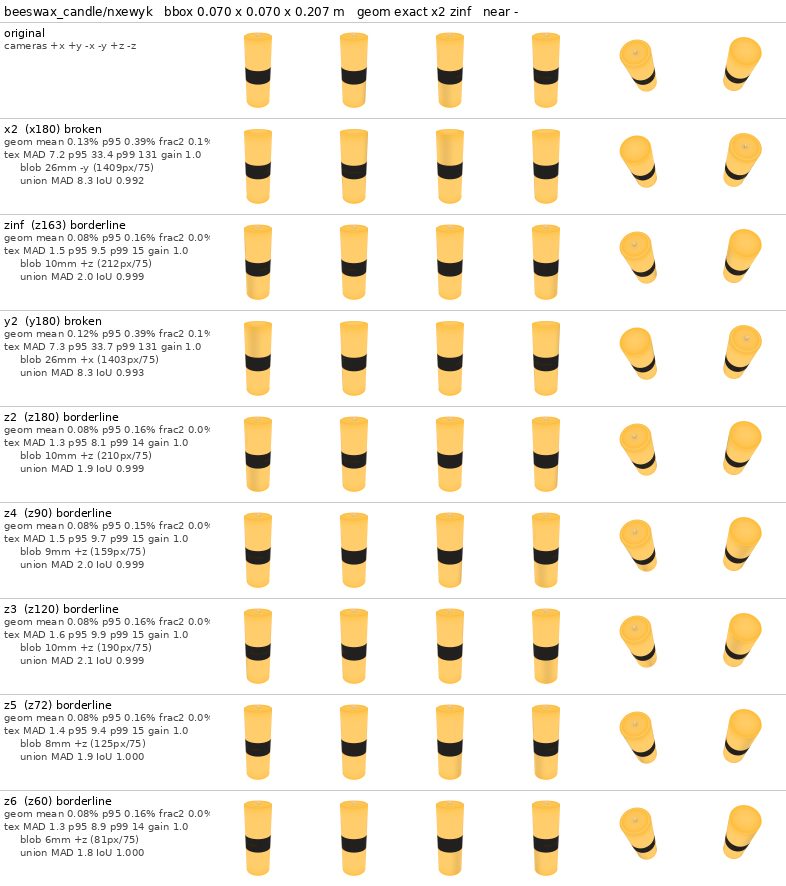 beeswax_candle/nxewyk bbox 0.070 x 0.070 x 0.207 m geom exact x2 zinf near -
original
cameras +x +y -x -y +z -z
x2 (x180) broken
geom mean 0.13% p95 0.39% frac2 0.1%
tex MAD 7.2 p95 33.4 p99 131 gain 1.0
blob 26mm -y (1409px/75)
union MAD 8.3 IoU 0.992
zinf (z163) borderline
geom mean 0.08% p95 0.16% frac2 0.0%
tex MAD 1.5 p95 9.5 p99 15 gain 1.0
blob 10mm +z (212px/75)
union MAD 2.0 IoU 0.999
y2 (y180) broken
geom mean 0.12% p95 0.39% frac2 0.1%
tex MAD 7.3 p95 33.7 p99 131 gain 1.0
blob 26mm +x (1403px/75)
union MAD 8.3 IoU 0.993
z2 (z180) borderline
geom mean 0.08% p95 0.16% frac2 0.0%
tex MAD 1.3 p95 8.1 p99 14 gain 1.0
blob 10mm +z (210px/75)
union MAD 1.9 IoU 0.999
z4 (z90) borderline
geom mean 0.08% p95 0.15% frac2 0.0%
tex MAD 1.5 p95 9.7 p99 15 gain 1.0
blob 9mm +z (159px/75)
union MAD 2.0 IoU 0.999
z3 (z120) borderline
geom mean 0.08% p95 0.16% frac2 0.0%
tex MAD 1.6 p95 9.9 p99 15 gain 1.0
blob 10mm +z (190px/75)
union MAD 2.1 IoU 0.999
z5 (z72) borderline
geom mean 0.08% p95 0.16% frac2 0.0%
tex MAD 1.4 p95 9.4 p99 15 gain 1.0
blob 8mm +z (125px/75)
union MAD 1.9 IoU 1.000
z6 (z60) borderline
geom mean 0.08% p95 0.16% frac2 0.0%
tex MAD 1.3 p95 8.9 p99 14 gain 1.0
blob 6mm +z (81px/75)
union MAD 1.8 IoU 1.000